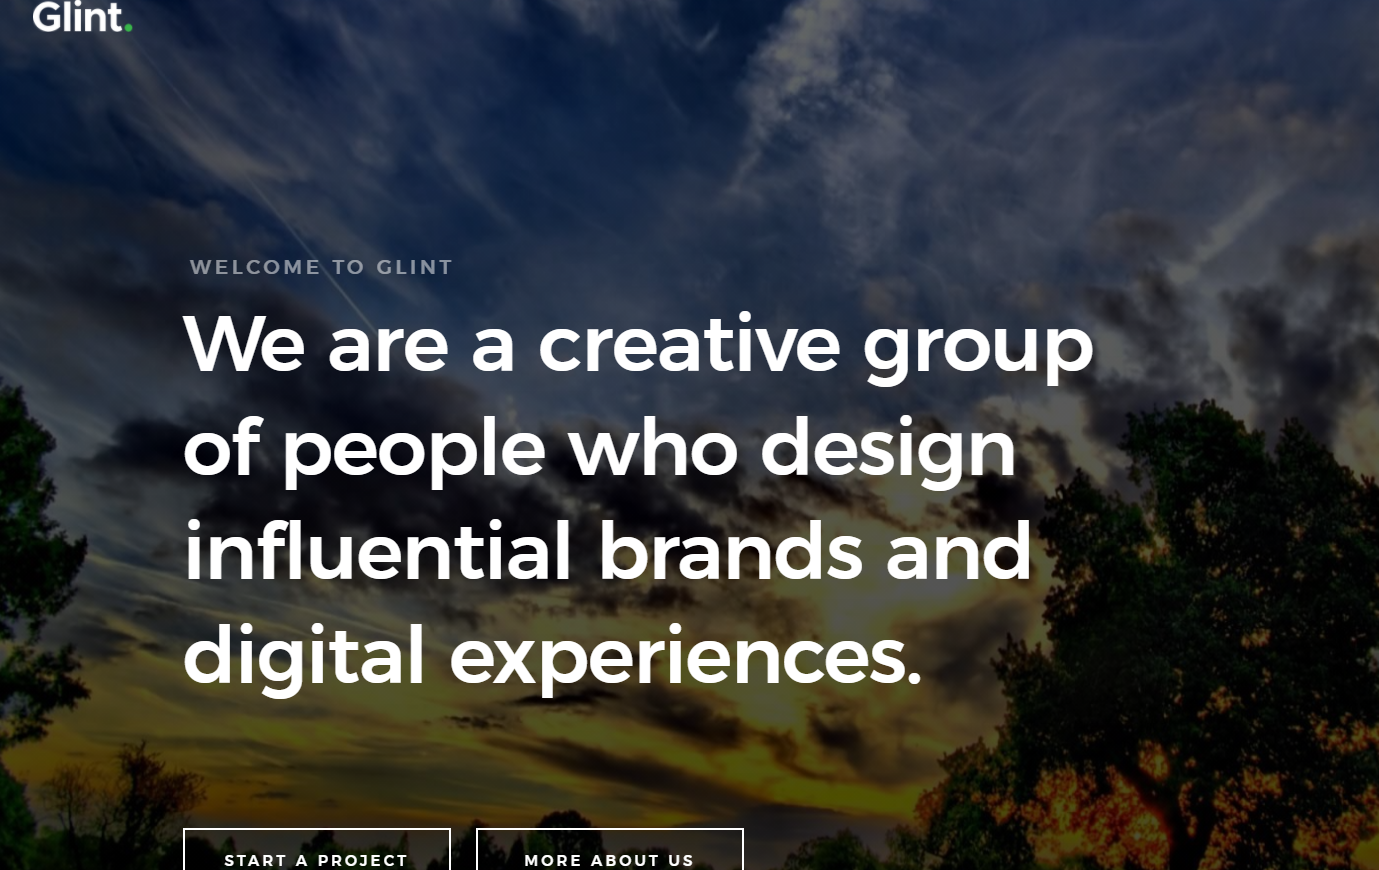 Glint.
WELCOME TO GLINT
We are a creative group
of people who design
influential brands and
digital experiences.
START A PROJECT
MORE ABOUT US